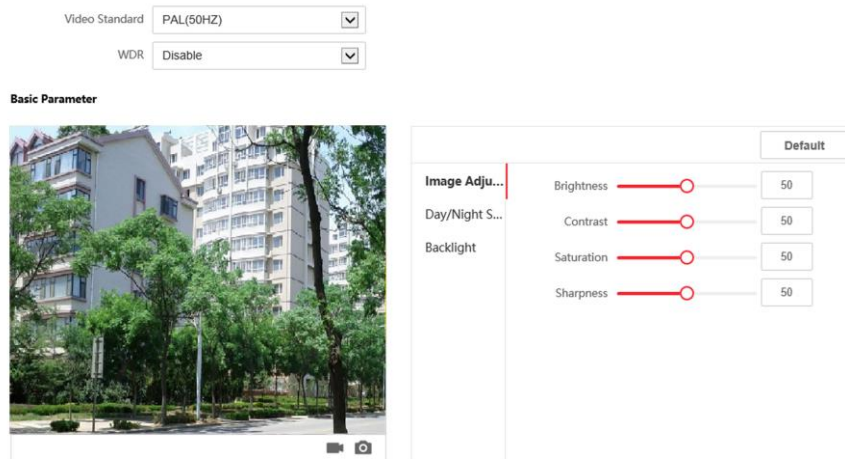 Video Standard PAL(50HZ)
WDR Disable
Basic Parameter
Default
Image Adju...
Day/Night S...
Backlight
Brightness 50
Contrast 50
Saturation 50
Sharpness 50